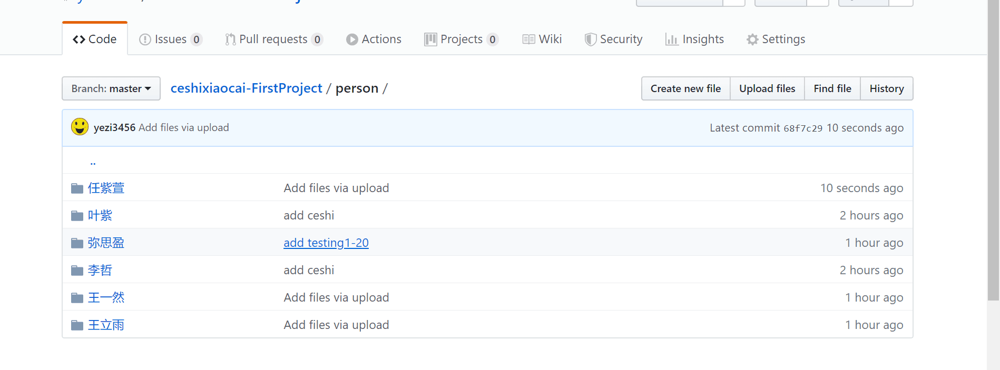 Code Issues 0 Pull requests 0 Actions Projects 0 Wiki Security Insights Settings
Branch: master ceshixiaocai-FirstProject / person / Create new file Upload files Find file History
yezi3456 Add files via upload Latest commit 68f7c29 10 seconds ago
..
任紫萱 Add files via upload 10 seconds ago
叶紫 add ceshi 2 hours ago
弥思盈 add testing1-20 1 hour ago
李哲 add ceshi 2 hours ago
王一然 Add files via upload 1 hour ago
王立雨 Add files via upload 1 hour ago